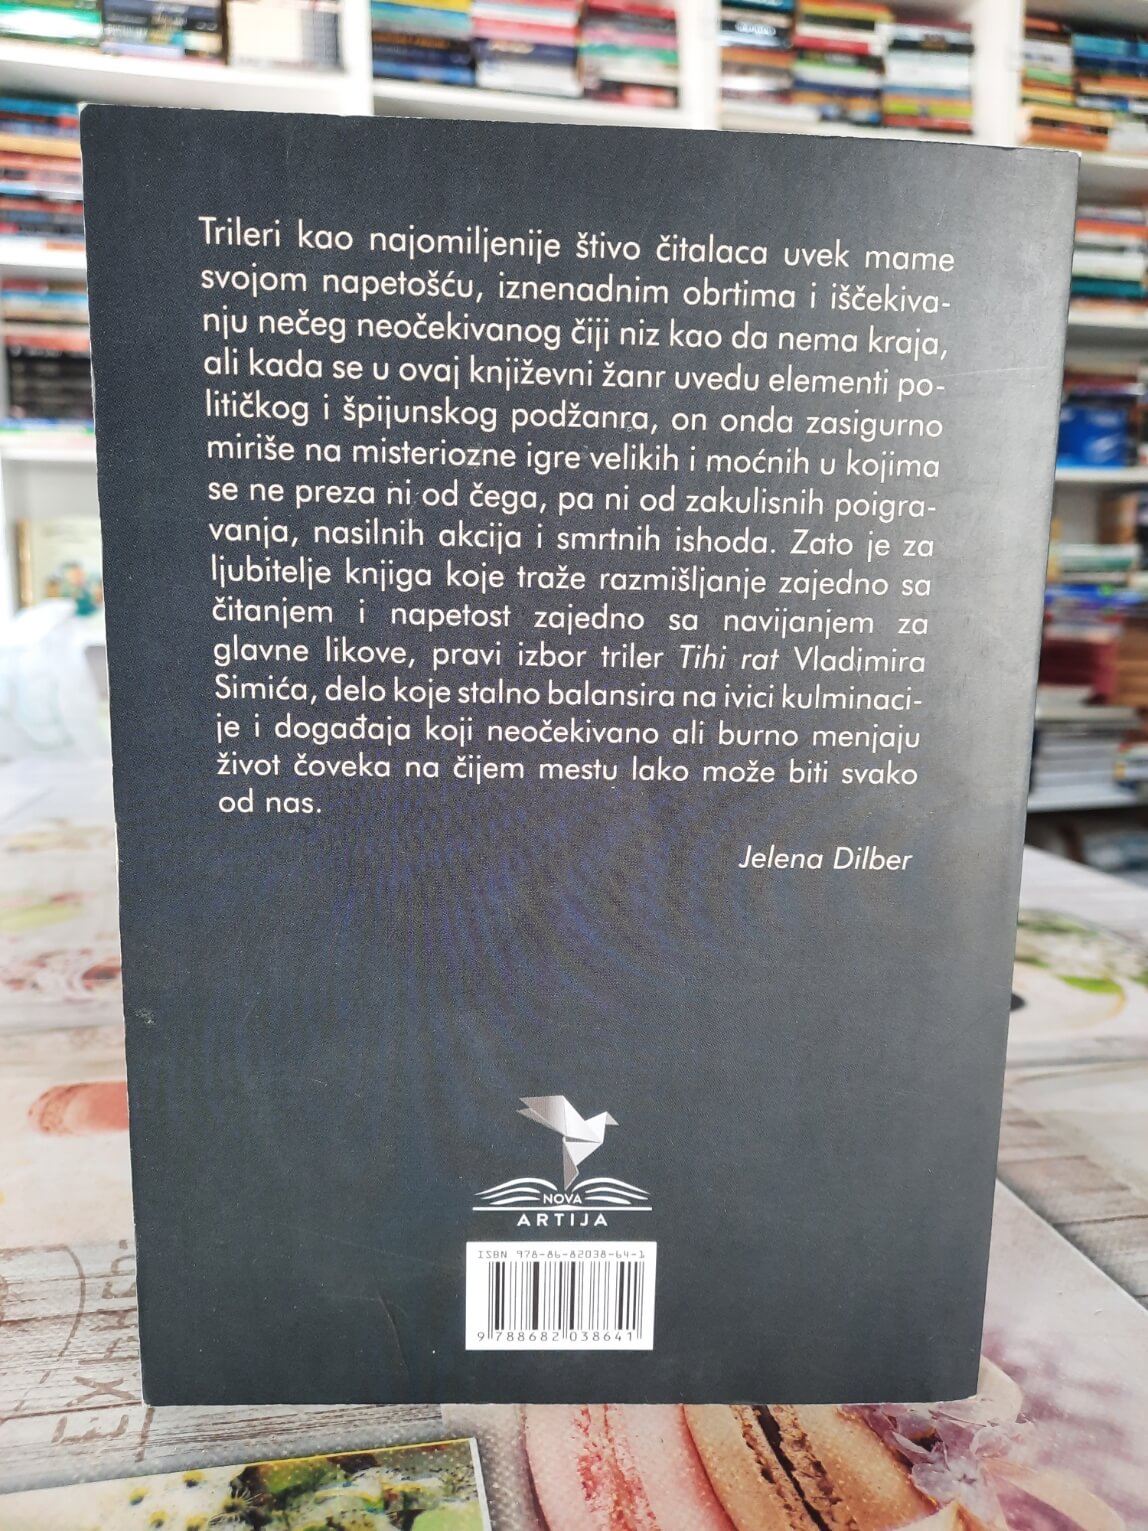 Trileri kao najomiljenije štivo čitalaca uvek mame
svojom napetošću, iznenadnim obrtima i iščekiva-
nju nečeg neočekivanog čiji niz kao da nema kraja,
ali kada se u ovaj književni žanr uvedu elementi po-
litičkog i špijunskog podžanra, on onda zasigurno
miriše na misteriozne igre velikih i moćnih u kojima
se ne preza ni od čega, pa ni od zakulisnih poigra-
vanja, nasilnih akcija i smrtnih ishoda. Zato je za
ljubitelje knjiga koje traže razmišljanje zajedno sa
čitanjem i napetost zajedno sa navijanjem za
glavne likove, pravi izbor triler Tihi rat Vladimira
Simića, delo koje stalno balansira na ivici kulminaci-
je i događaja koji neočekivano ali burno menjaju
život čoveka na čijem mestu lako može biti svako
od nas.
Jelena Dilber
NOVA
ARTIJA
ISBN 978-86-82038-64-1
9 788682 038641